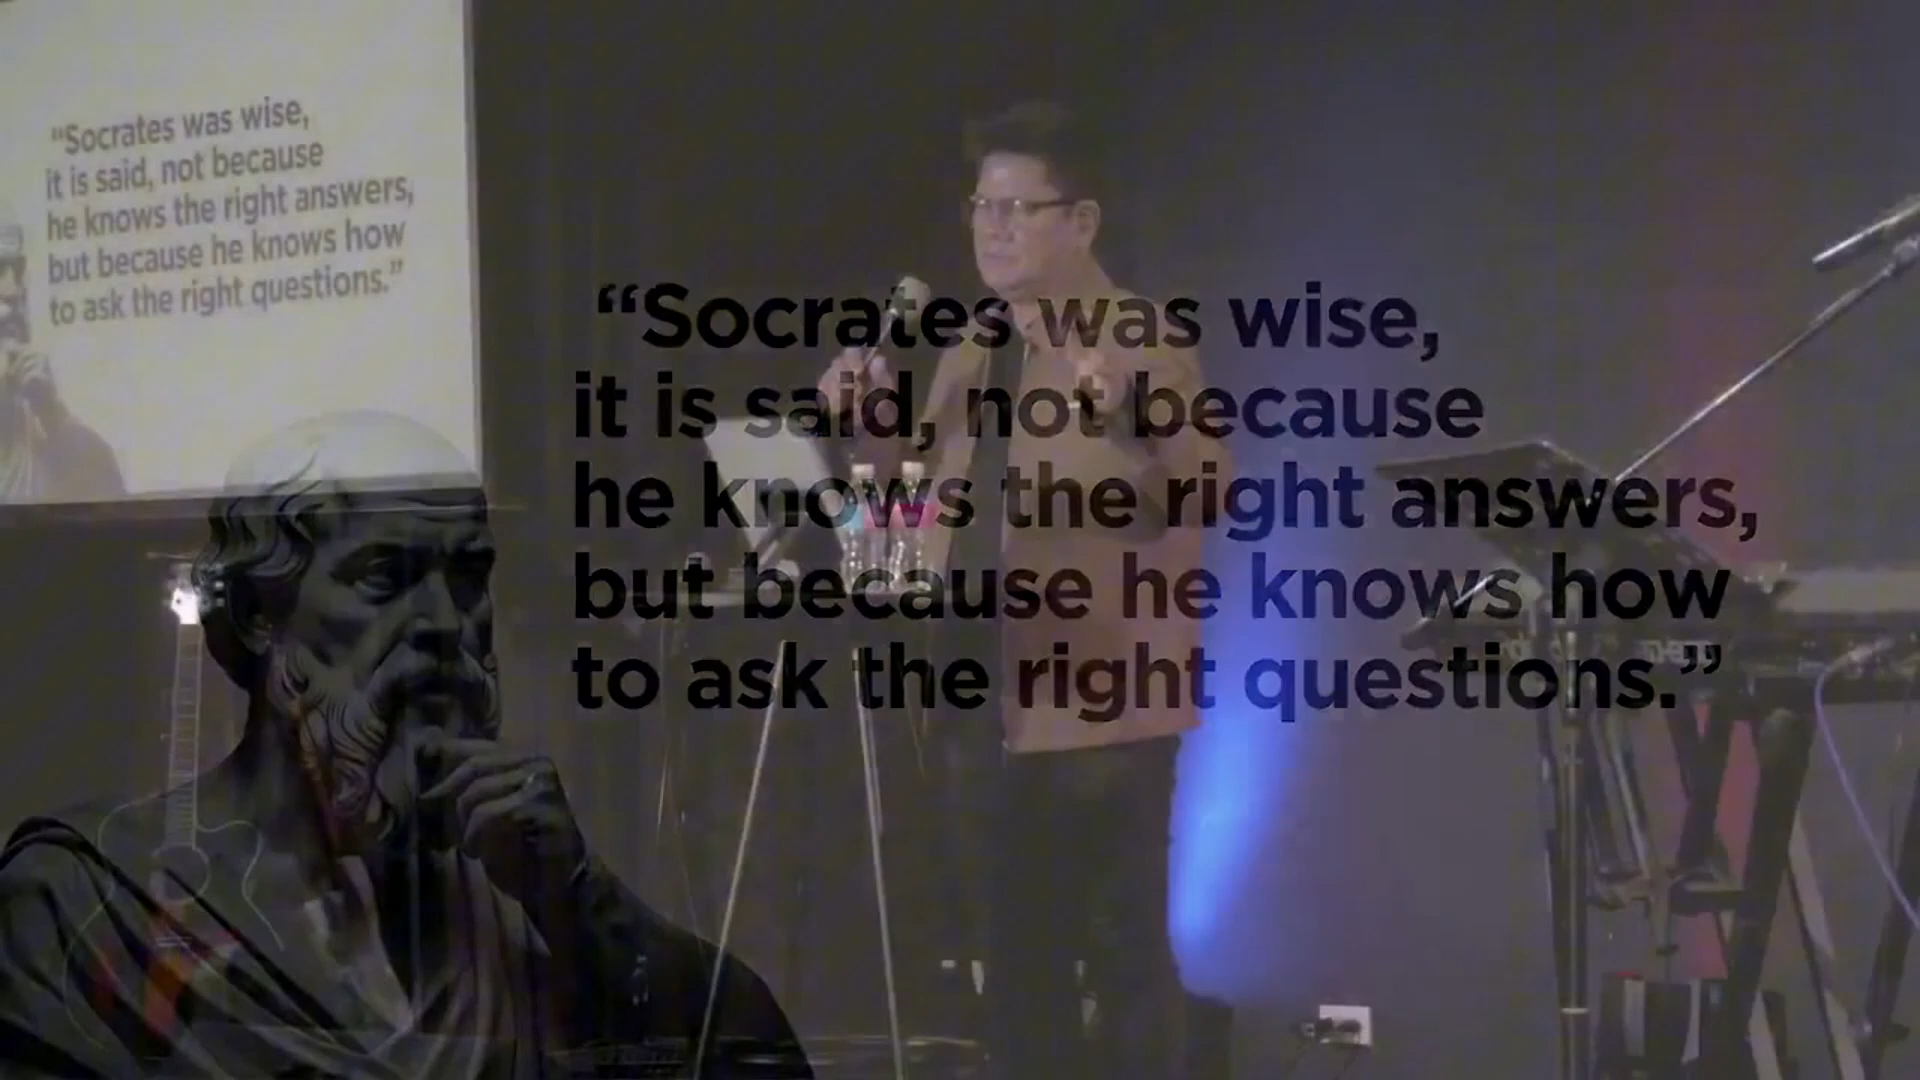 “Socrates was wise,
it is said, not because
he knows the right answers,
but because he knows how
to ask the right questions.”
“Socrates was wise,
it is said, not because
he knows the right answers,
but because he knows how
to ask the right questions.”